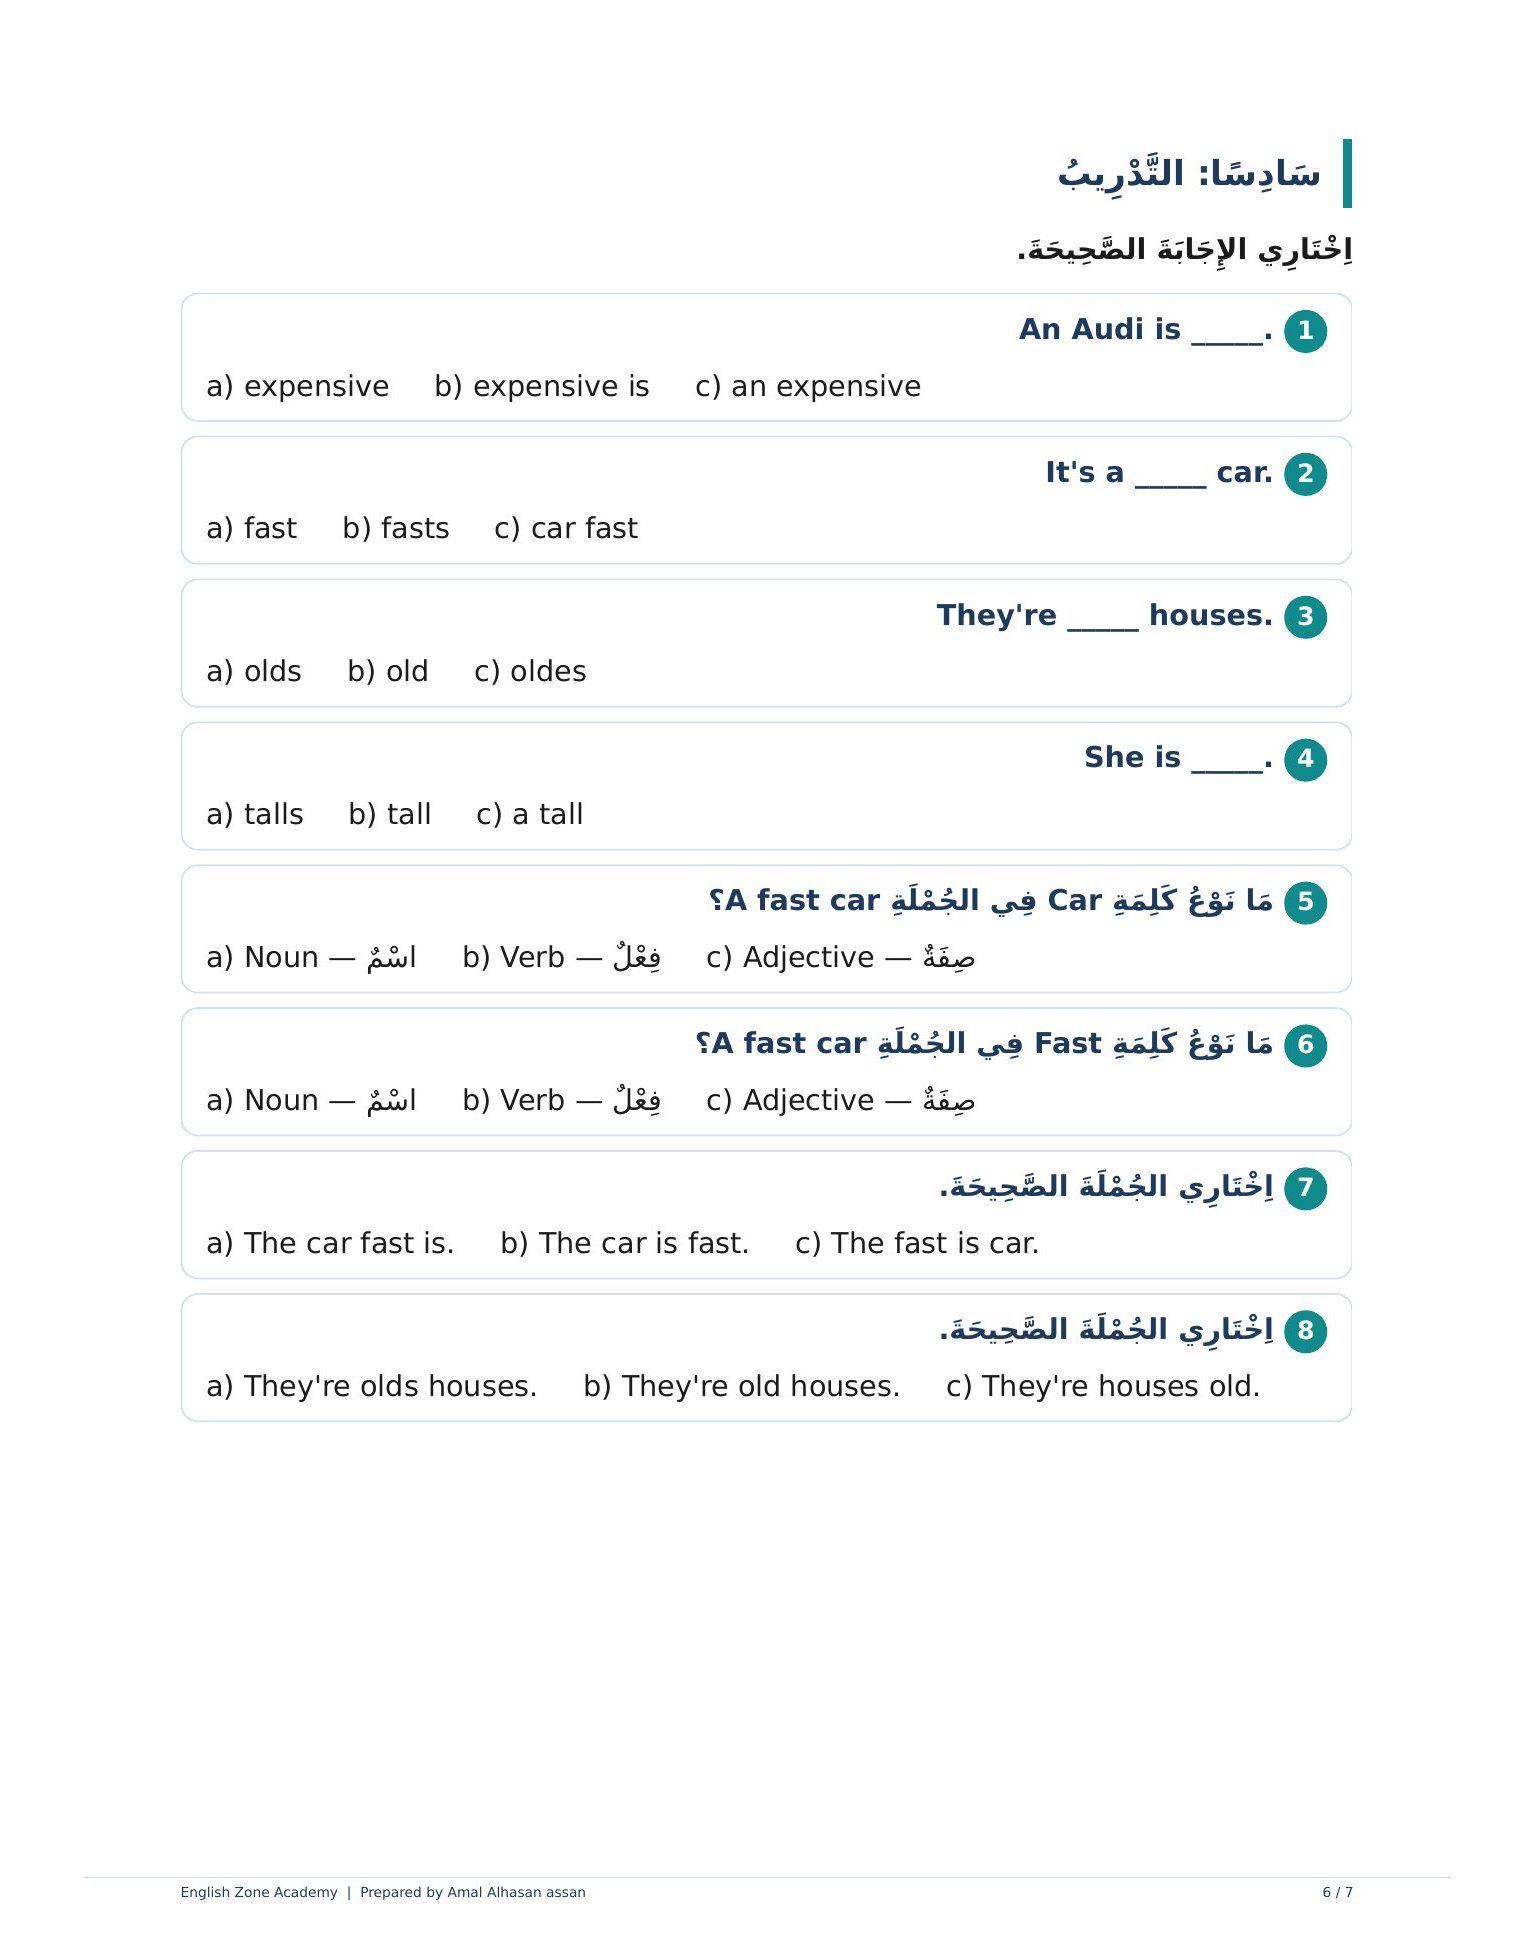 سَادِسًا: التَّدْرِيبُ
اِخْتَارِي الإِجَابَةَ الصَّحِيحَةَ.
1 An Audi is _____.
a) expensive b) expensive is c) an expensive
2 It's a _____ car.
a) fast b) fasts c) car fast
3 They're _____ houses.
a) olds b) old c) oldes
4 She is _____.
a) talls b) tall c) a tall
5 مَا نَوْعُ كَلِمَةِ Car فِي الجُمْلَةِ A fast car؟
a) Noun — اسْمٌ b) Verb — فِعْلٌ c) Adjective — صِفَةٌ
6 مَا نَوْعُ كَلِمَةِ Fast فِي الجُمْلَةِ A fast car؟
a) Noun — اسْمٌ b) Verb — فِعْلٌ c) Adjective — صِفَةٌ
7 اِخْتَارِي الجُمْلَةَ الصَّحِيحَةَ.
a) The car fast is. b) The car is fast. c) The fast is car.
8 اِخْتَارِي الجُمْلَةَ الصَّحِيحَةَ.
a) They're olds houses. b) They're old houses. c) They're houses old.
English Zone Academy | Prepared by Amal Alhasan assan 6 / 7